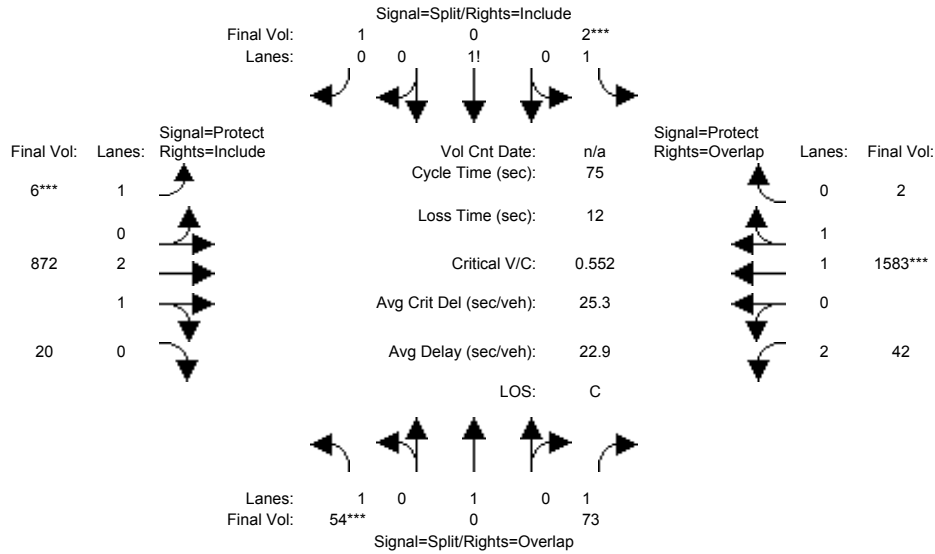 Signal=Split/Rights=Include
Final Vol: 1 0 2***
Lanes: 0 0 1! 0 1
Signal=Protect
Final Vol: Lanes: Rights=Include
Vol Cnt Date: n/a
Signal=Protect
Rights=Overlap Lanes: Final Vol:
Cycle Time (sec): 75
6*** 1
0 2
Loss Time (sec): 12
0
1
872 2
Critical V/C: 0.552
1 1583***
1
Avg Crit Del (sec/veh): 25.3
0
20 0
Avg Delay (sec/veh): 22.9
2 42
LOS: C
Lanes: 1 0 1 0 1
Final Vol: 54*** 0 73
Signal=Split/Rights=Overlap